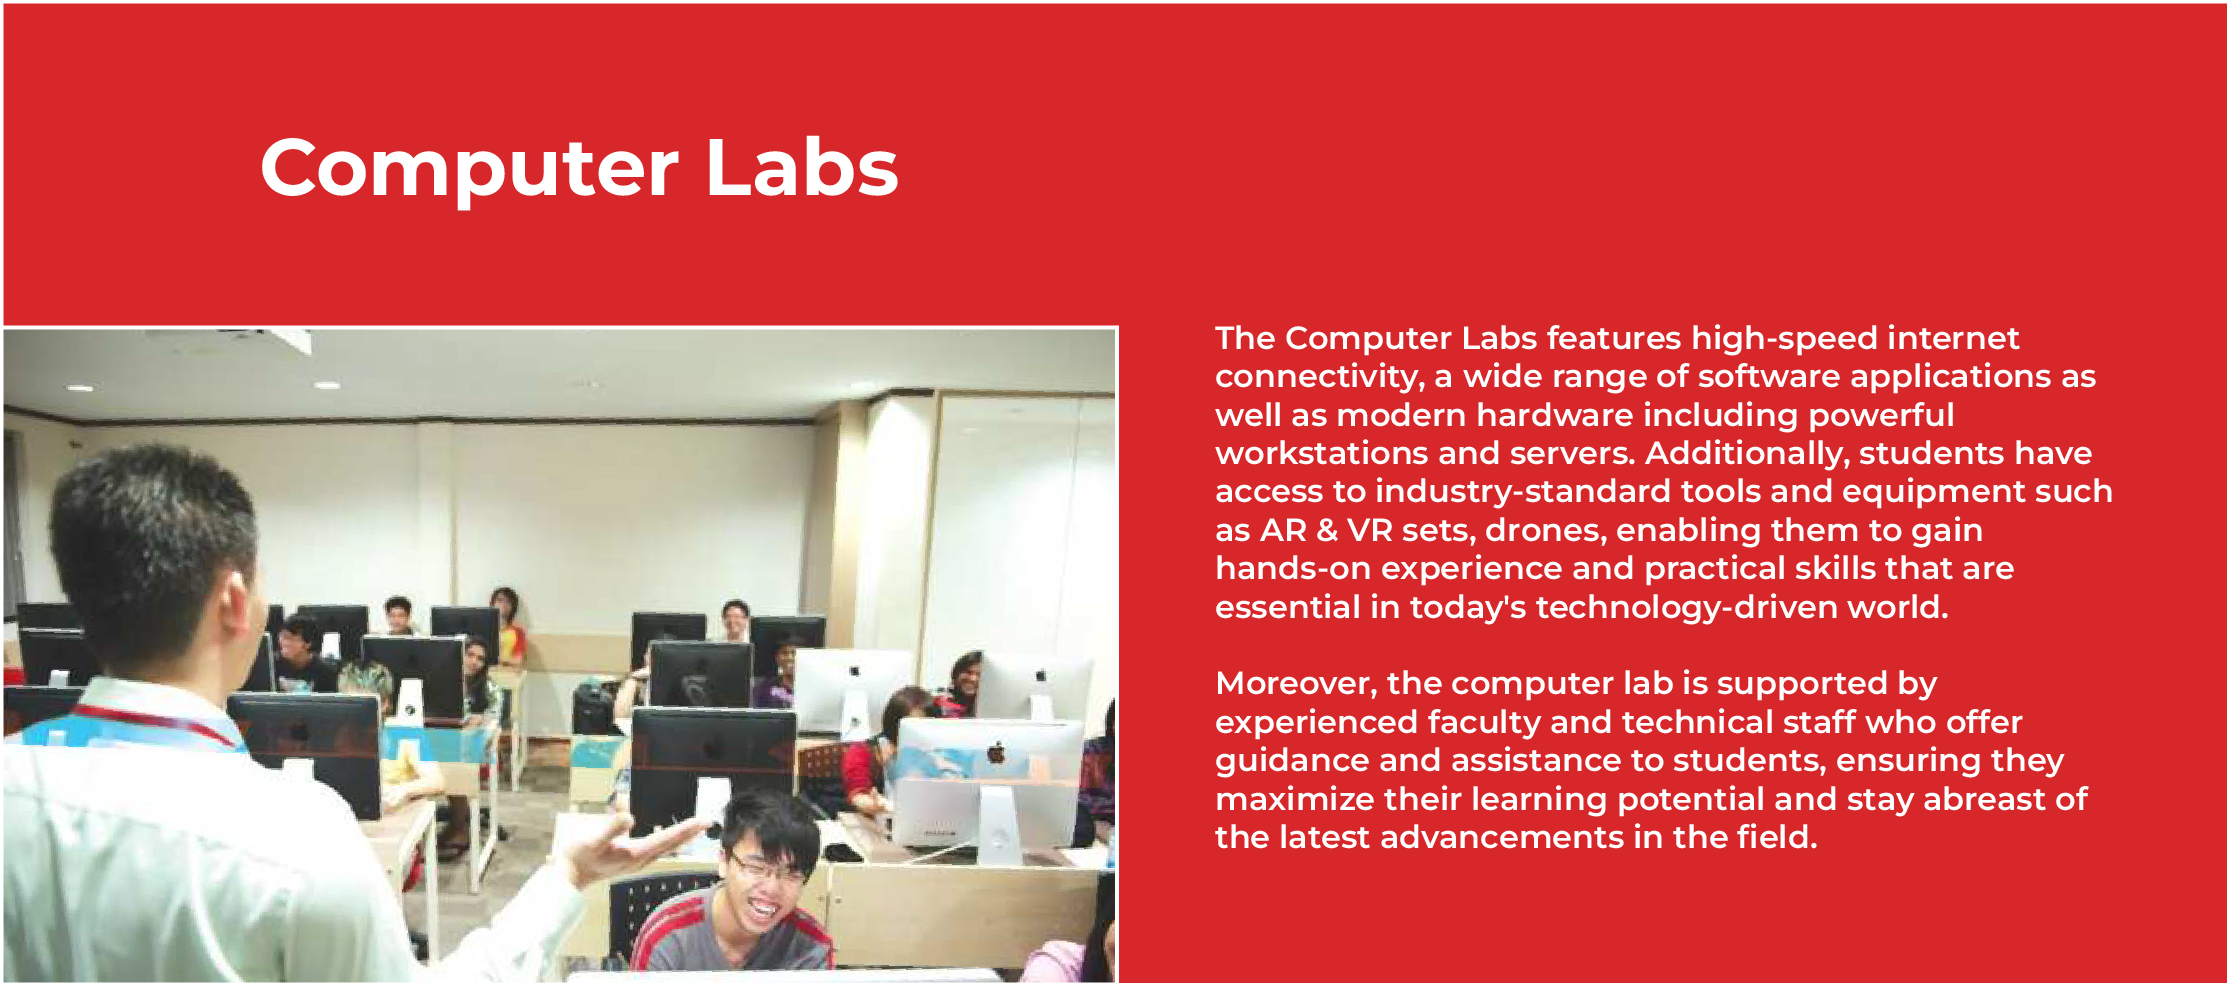 Computer Labs
The Computer Labs features high-speed internet
connectivity, a wide range of software applications as
well as modern hardware including powerful
workstations and servers. Additionally, students have
access to industry-standard tools and equipment such
as AR & VR sets, drones, enabling them to gain
hands-on experience and practical skills that are
essential in today's technology-driven world.
Moreover, the computer lab is supported by
experienced faculty and technical staff who offer
guidance and assistance to students, ensuring they
maximize their learning potential and stay abreast of
the latest advancements in the field.